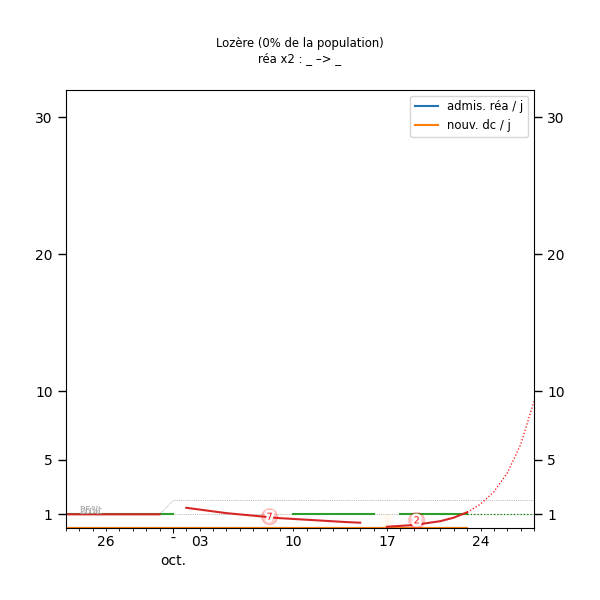 Lozère (0% de la population)
réa x2 : _ –> _
admis. réa / j
nouv. dc / j
30 30
20 20
10 10
5 5
1 1
7 2
26 - 03 10 17 24
oct.